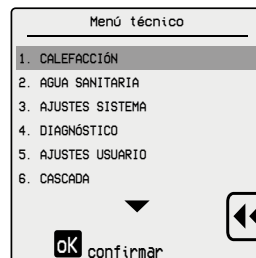 Menú técnico
1. CALEFACCIÓN
2. AGUA SANITARIA
3. AJUSTES SISTEMA
4. DIAGNÓSTICO
5. AJUSTES USUARIO
6. CASCADA
oK confirmar